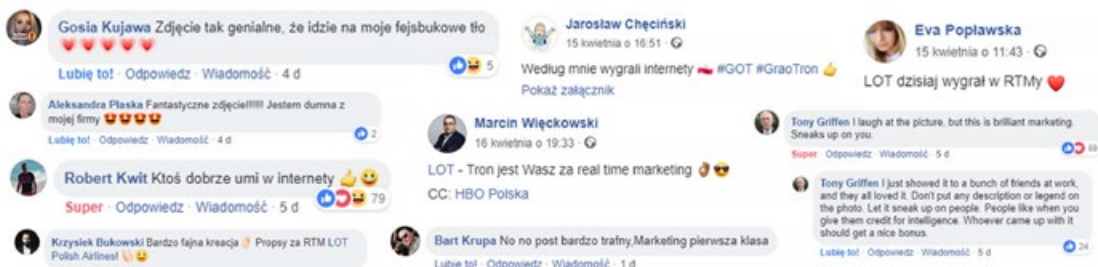 Gosia Kujawa Zdjęcie tak genialne, że idzie na moje fejsbukowe tło
❤️❤️❤️❤️❤️
5
Lubię to! · Odpowiedz · Wiadomość · 4 d
Aleksandra Plaska Fantastyczne zdjęcie!!!!!!! Jestem dumna z
mojej firmy 😍😍😍😍
2
Lubię to! · Odpowiedz · Wiadomość · 4 d
Robert Kwit Ktoś dobrze umi w internety 👍😀
79
Super · Odpowiedz · Wiadomość · 5 d
Krzysiek Bukowski Bardzo fajna kreacja 👌 Propsy za RTM LOT
Polish Airlines! 👏😀
Jarosław Chęciński
15 kwietnia o 16:51 ·
Według mnie wygrali internety 🇵🇱 #GOT #GraoTron 👍
Pokaż załącznik
Marcin Więckowski
16 kwietnia o 19:33 ·
LOT - Tron jest Wasz za real time marketing 👌😎
CC: HBO Polska
Bart Krupa No no post bardzo trafny,Marketing pierwsza klasa
Lubię to! · Odpowiedz · Wiadomość · 1 d
Eva Popławska
15 kwietnia o 11:43 ·
LOT dzisiaj wygrał w RTMy ❤️
Tony Griffen I laugh at the picture, but this is brilliant marketing.
Sneaks up on you.
69
Super · Odpowiedz · Wiadomość · 5 d
Tony Griffen I just showed it to a bunch of friends at work,
and they all loved it. Don't put any description or legend on
the photo. Let it sneak up on people. People like when you
give them credit for intelligence. Whoever came up with it
should get a nice bonus.
24
Lubię to! · Odpowiedz · Wiadomość · 5 d